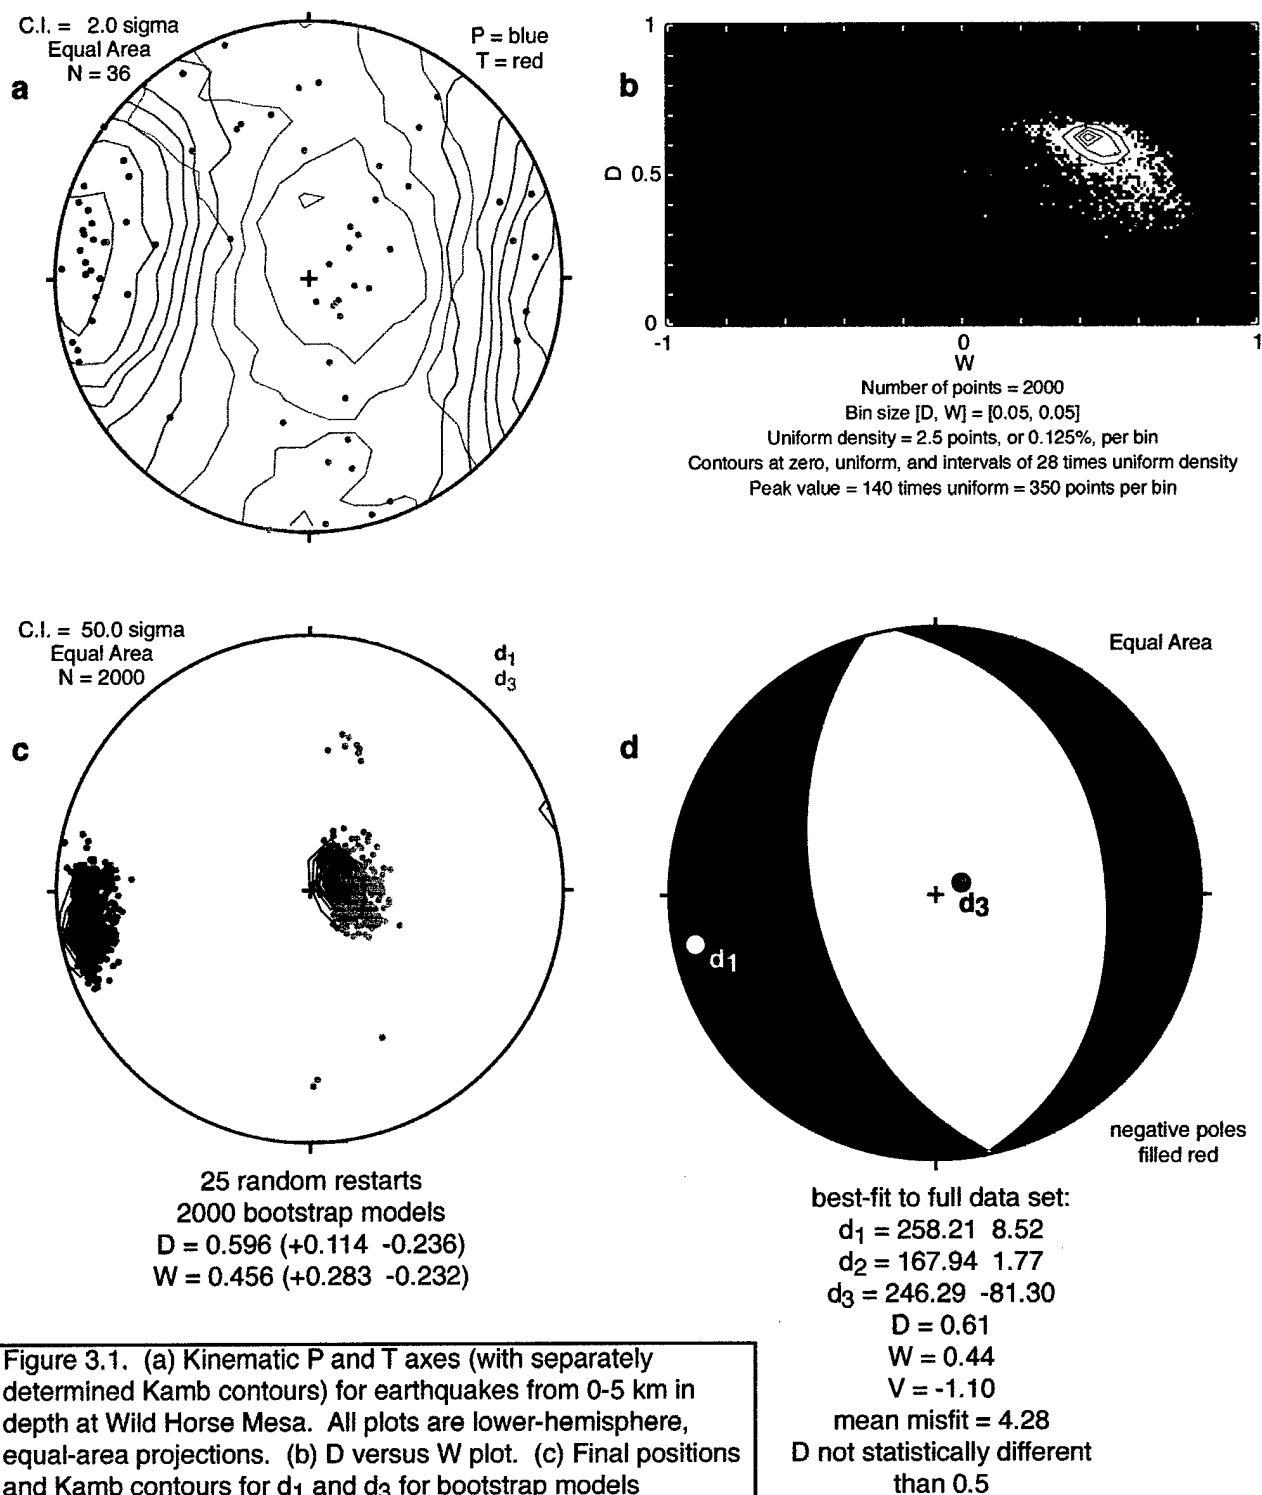 C.I. = 2.0 sigma
Equal Area
N = 36
P = blue
T = red
a
b
1
D 0.5
0
-1
0
1
W
Number of points = 2000
Bin size [D, W] = [0.05, 0.05]
Uniform density = 2.5 points, or 0.125%, per bin
Contours at zero, uniform, and intervals of 28 times uniform density
Peak value = 140 times uniform = 350 points per bin
C.I. = 50.0 sigma
Equal Area
N = 2000
d1
d3
c
25 random restarts
2000 bootstrap models
D = 0.596 (+0.114 -0.236)
W = 0.456 (+0.283 -0.232)
d
Equal Area
d3
d1
negative poles
filled red
best-fit to full data set:
d1 = 258.21 8.52
d2 = 167.94 1.77
d3 = 246.29 -81.30
D = 0.61
W = 0.44
V = -1.10
mean misfit = 4.28
D not statistically different
than 0.5
Figure 3.1. (a) Kinematic P and T axes (with separately
determined Kamb contours) for earthquakes from 0-5 km in
depth at Wild Horse Mesa. All plots are lower-hemisphere,
equal-area projections. (b) D versus W plot. (c) Final positions
and Kamb contours for d1 and d3 for bootstrap models